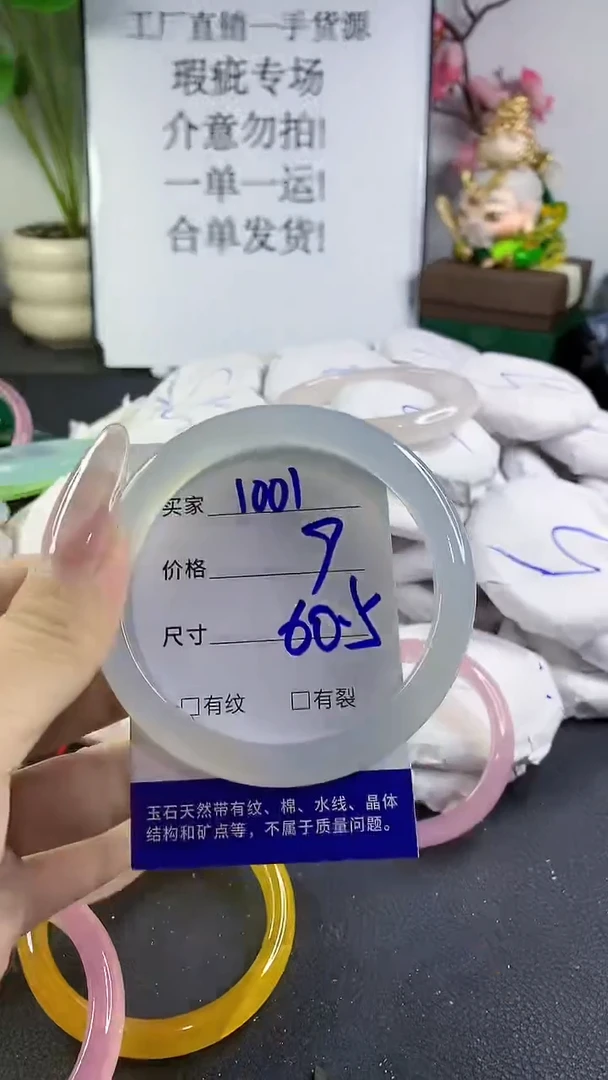 工厂直销一手货源
瑕疵专场
介意勿拍!
一单一运!
合单发货!
买家 1001
价格 9
尺寸 60.5
□有纹 □有裂
玉石天然带有纹、棉、水线、晶体
结构和矿点等，不属于质量问题。